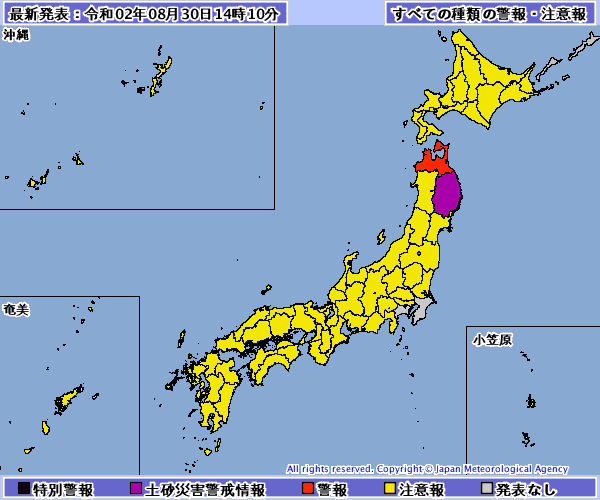 最新発表：令和02年08月30日14時10分
すべての種類の警報・注意報
沖縄
奄美
小笠原
All rights reserved. Copyright © Japan Meteorological Agency
特別警報
土砂災害警戒情報
警報
注意報
発表なし